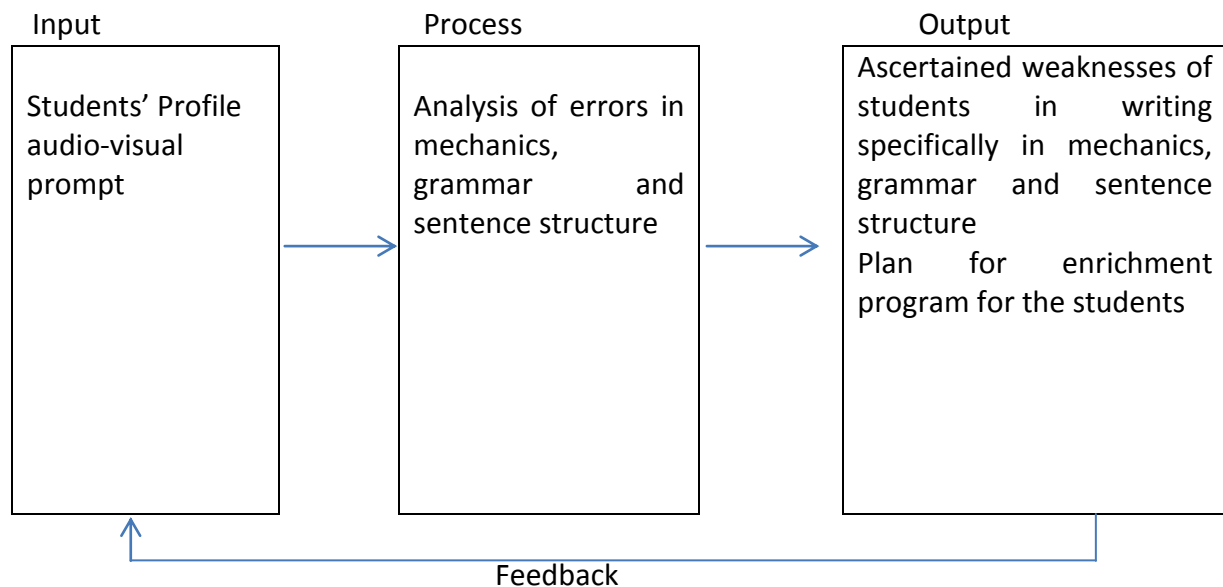 Input
Students’ Profile
audio-visual
prompt
Process
Analysis of errors in
mechanics,
grammar and
sentence structure
Output
Ascertained weaknesses of
students in writing
specifically in mechanics,
grammar and sentence
structure
Plan for enrichment
program for the students
Feedback